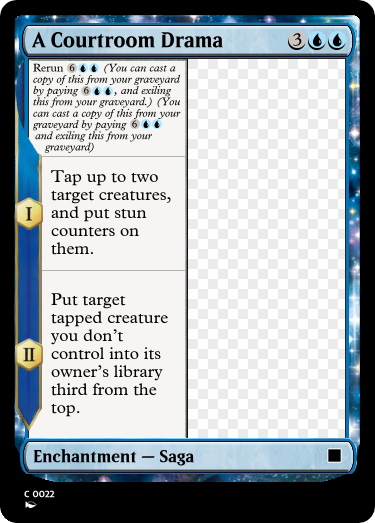 A Courtroom Drama 3
Rerun 6 (You can cast a
copy of this from your graveyard
by paying 6 , and exiling
this from your graveyard.) (You
can cast a copy of this from your
graveyard by paying 6
and exiling this from your
graveyard)
I
Tap up to two
target creatures,
and put stun
counters on
them.
II
Put target
tapped creature
you don't
control into its
owner's library
third from the
top.
Enchantment — Saga
C 0022